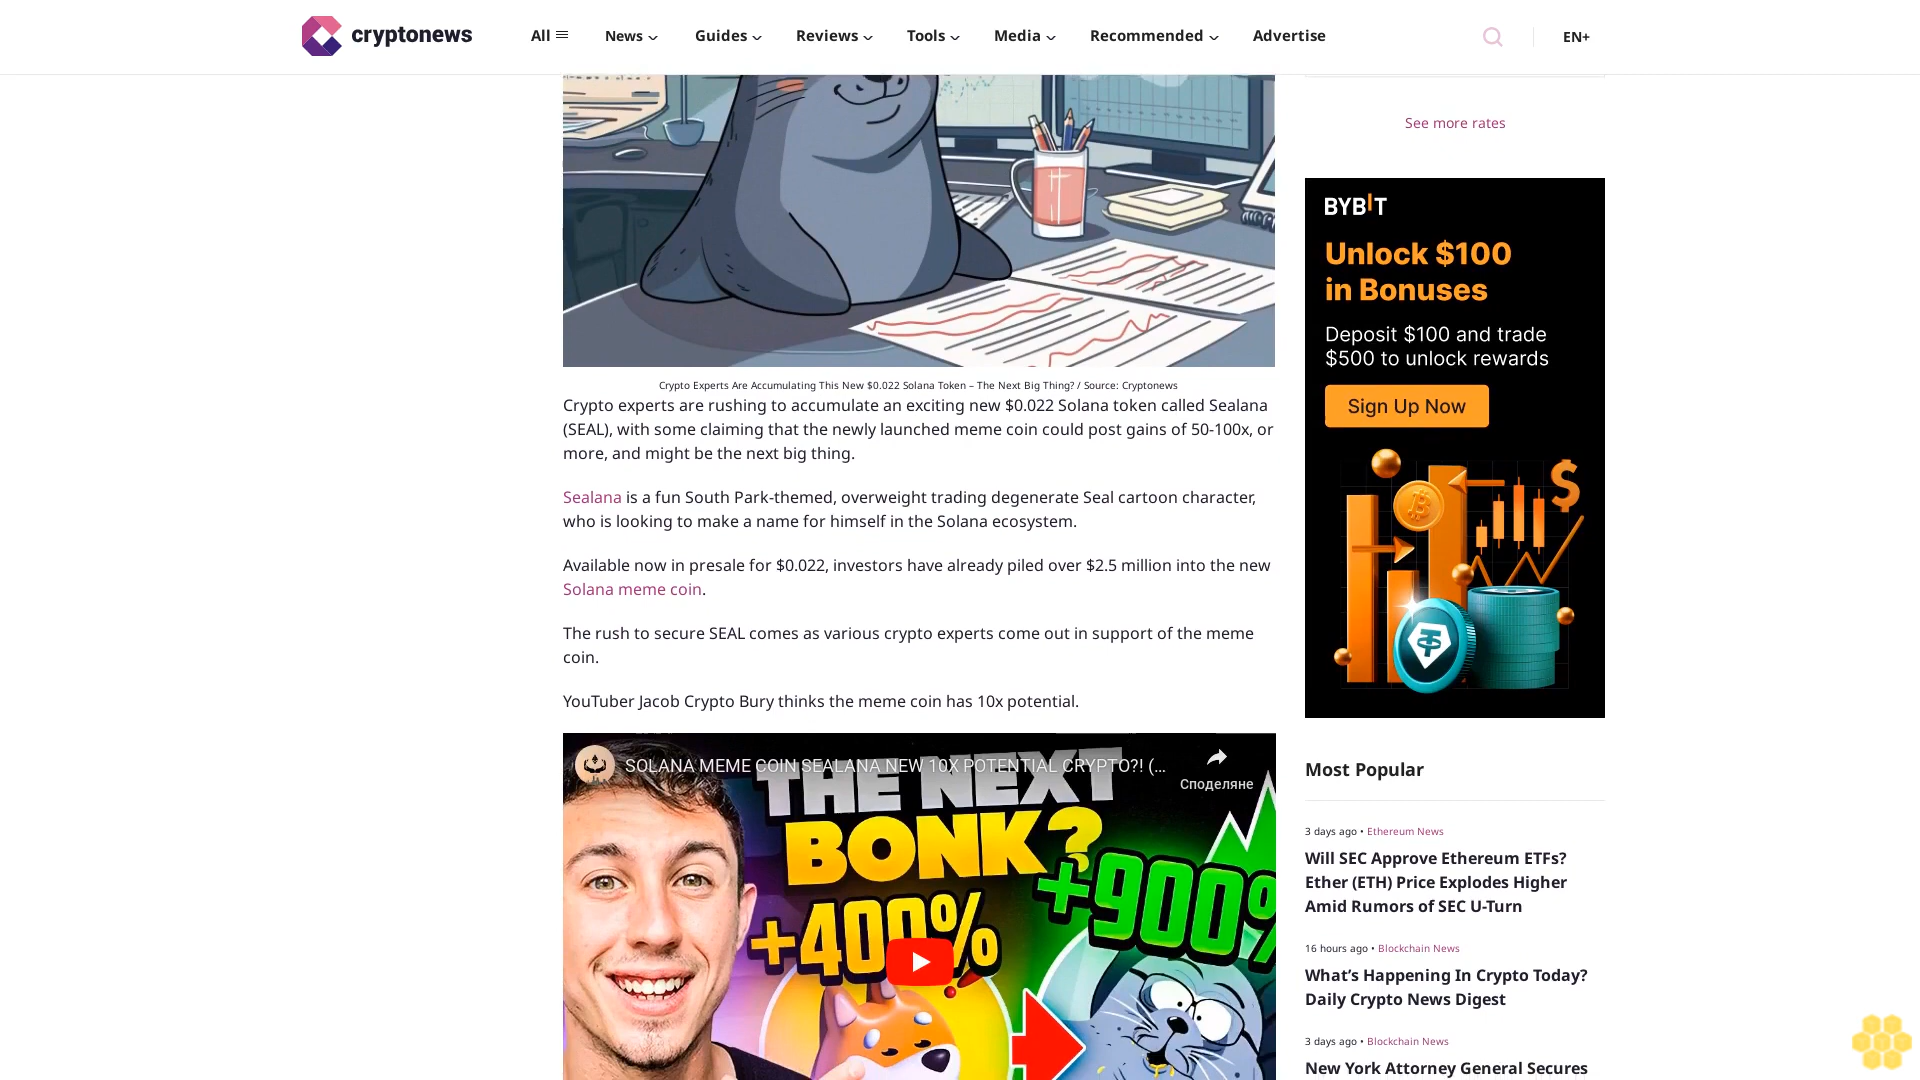 cryptonews
All
News
Guides
Reviews
Tools
Media
Recommended
Advertise
EN+
See more rates
BYBIT
Unlock $100
in Bonuses
Deposit $100 and trade
$500 to unlock rewards
Sign Up Now
Crypto Experts Are Accumulating This New $0.022 Solana Token – The Next Big Thing? / Source: Cryptonews
Crypto experts are rushing to accumulate an exciting new $0.022 Solana token called Sealana
(SEAL), with some claiming that the newly launched meme coin could post gains of 50-100x, or
more, and might be the next big thing.
Sealana is a fun South Park-themed, overweight trading degenerate Seal cartoon character,
who is looking to make a name for himself in the Solana ecosystem.
Available now in presale for $0.022, investors have already piled over $2.5 million into the new
Solana meme coin.
The rush to secure SEAL comes as various crypto experts come out in support of the meme
coin.
YouTuber Jacob Crypto Bury thinks the meme coin has 10x potential.
SOLANA MEME COIN SEALANA NEW 10X POTENTIAL CRYPTO?! (...
Споделяне
THE NEXT
BONK?
+400%
+900%
Most Popular
3 days ago • Ethereum News
Will SEC Approve Ethereum ETFs?
Ether (ETH) Price Explodes Higher
Amid Rumors of SEC U-Turn
16 hours ago • Blockchain News
What's Happening In Crypto Today?
Daily Crypto News Digest
3 days ago • Blockchain News
New York Attorney General Secures